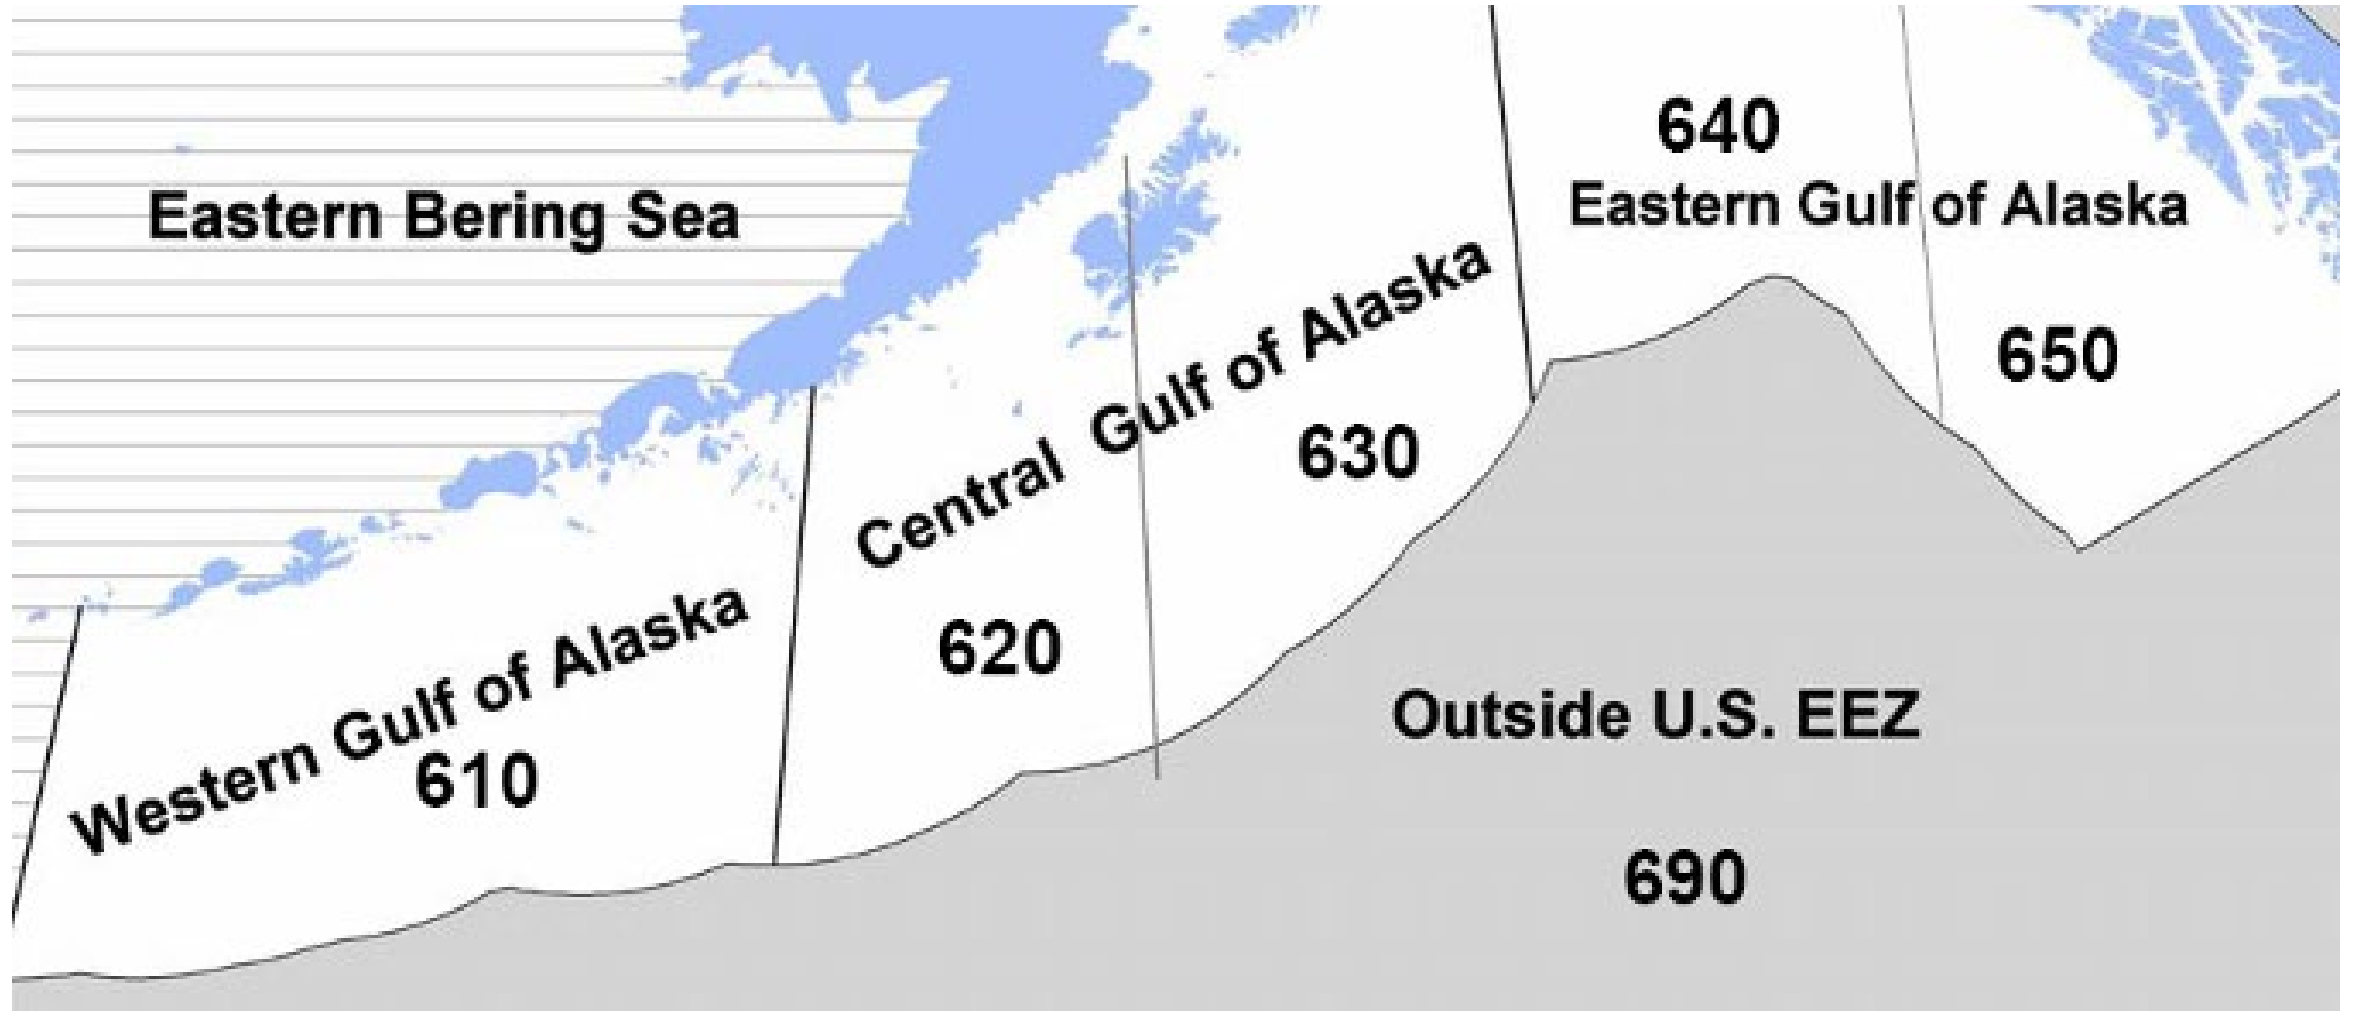 640
Eastern Gulf of Alaska
Eastern Bering Sea
650
Central Gulf of Alaska
630
620
Western Gulf of Alaska
610
Outside U.S. EEZ
690